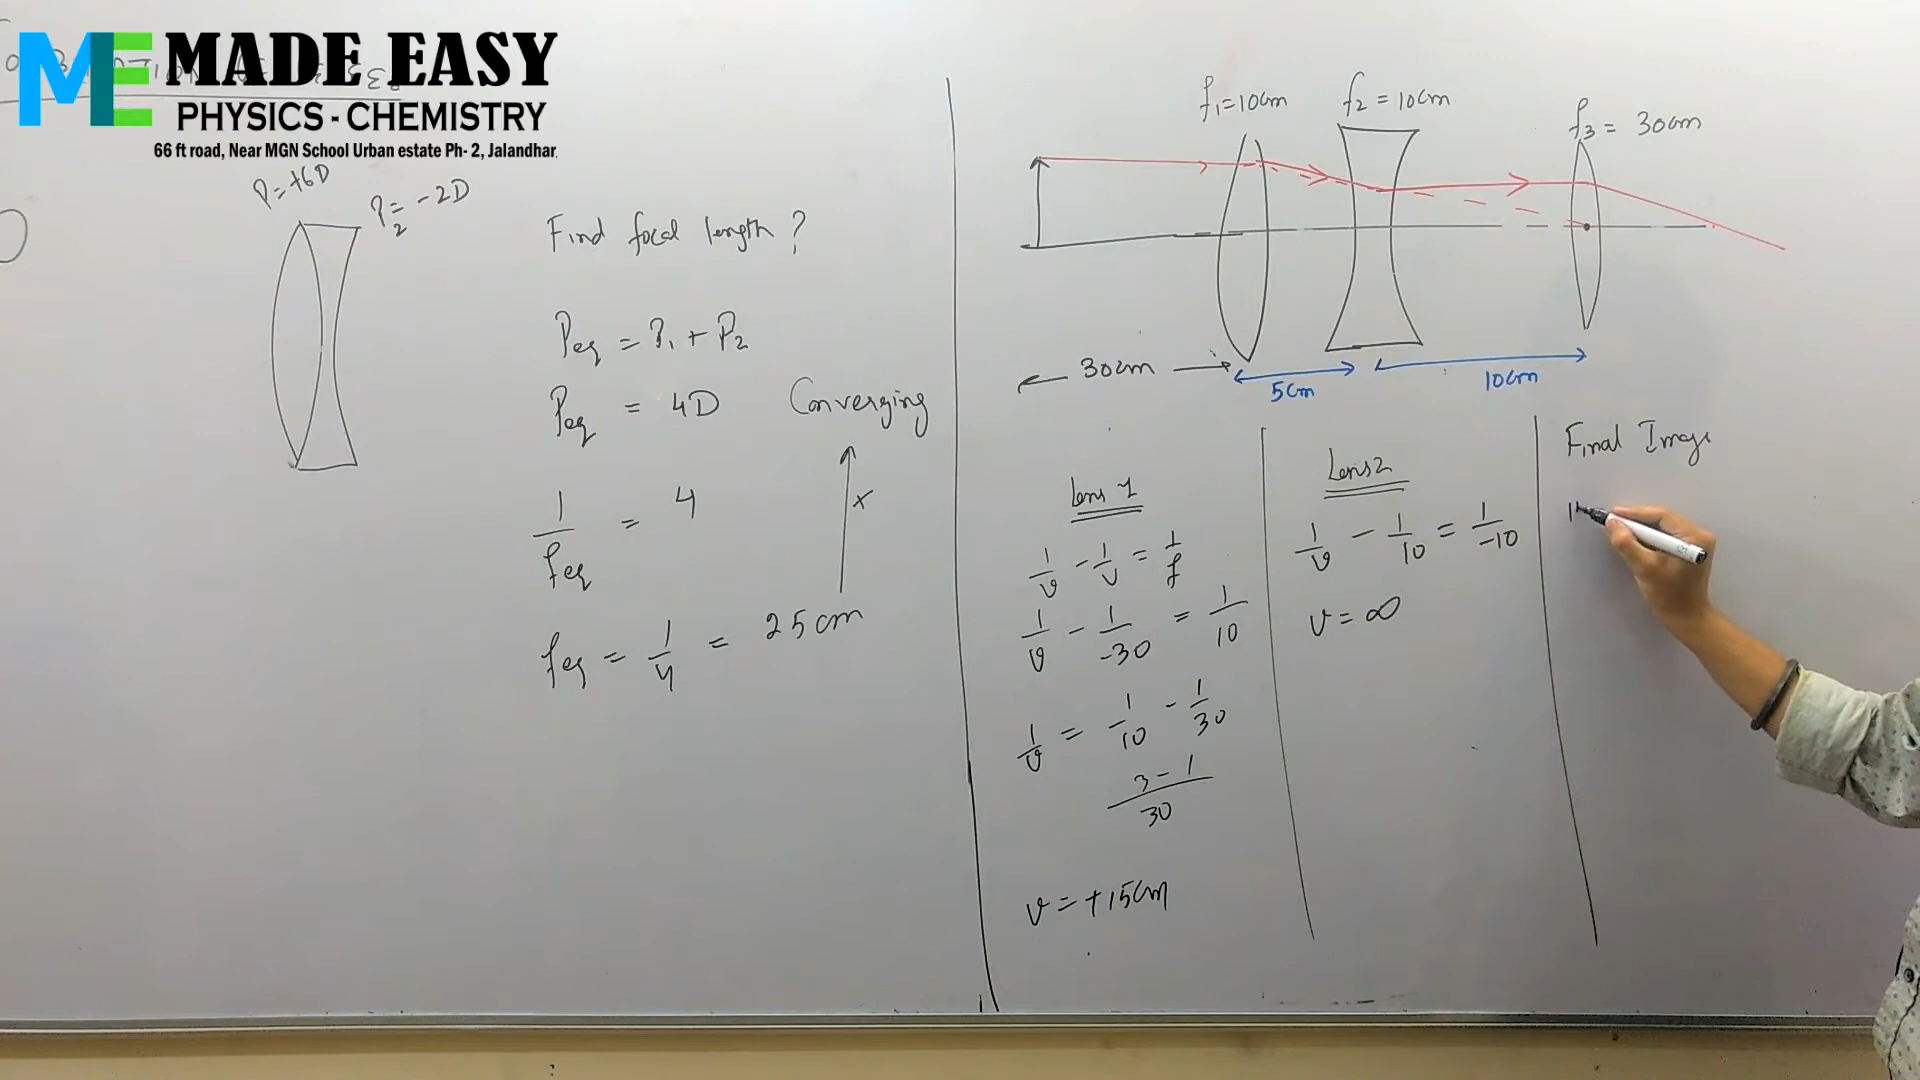 ME MADE EASY
PHYSICS - CHEMISTRY
66 ft road, Near MGN School Urban estate Ph- 2, Jalandhar,
P = +6D
P₂ = -2D
Find focal length ?
Peq = P₁ + P₂
Peq = 4D Converging
1/feq = 4
feq = 1/4 = 25cm
f₁=10cm
f₂ = 10cm
f₃ = 30cm
30cm
5cm
10cm
Lens 1
1/v - 1/u = 1/f
1/v - 1/-30 = 1/10
1/v = 1/10 - 1/30
3-1/30
v = +15cm
Lens 2
1/v - 1/10 = 1/-10
v = ∞
Final Image